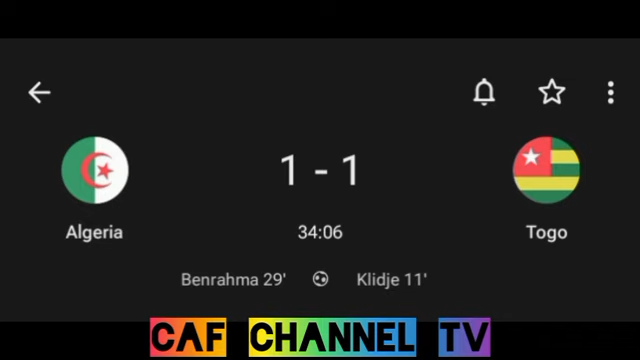 1 - 1
Algeria 34:06 Togo
Benrahma 29' Klidje 11'
CAF CHANNEL TV